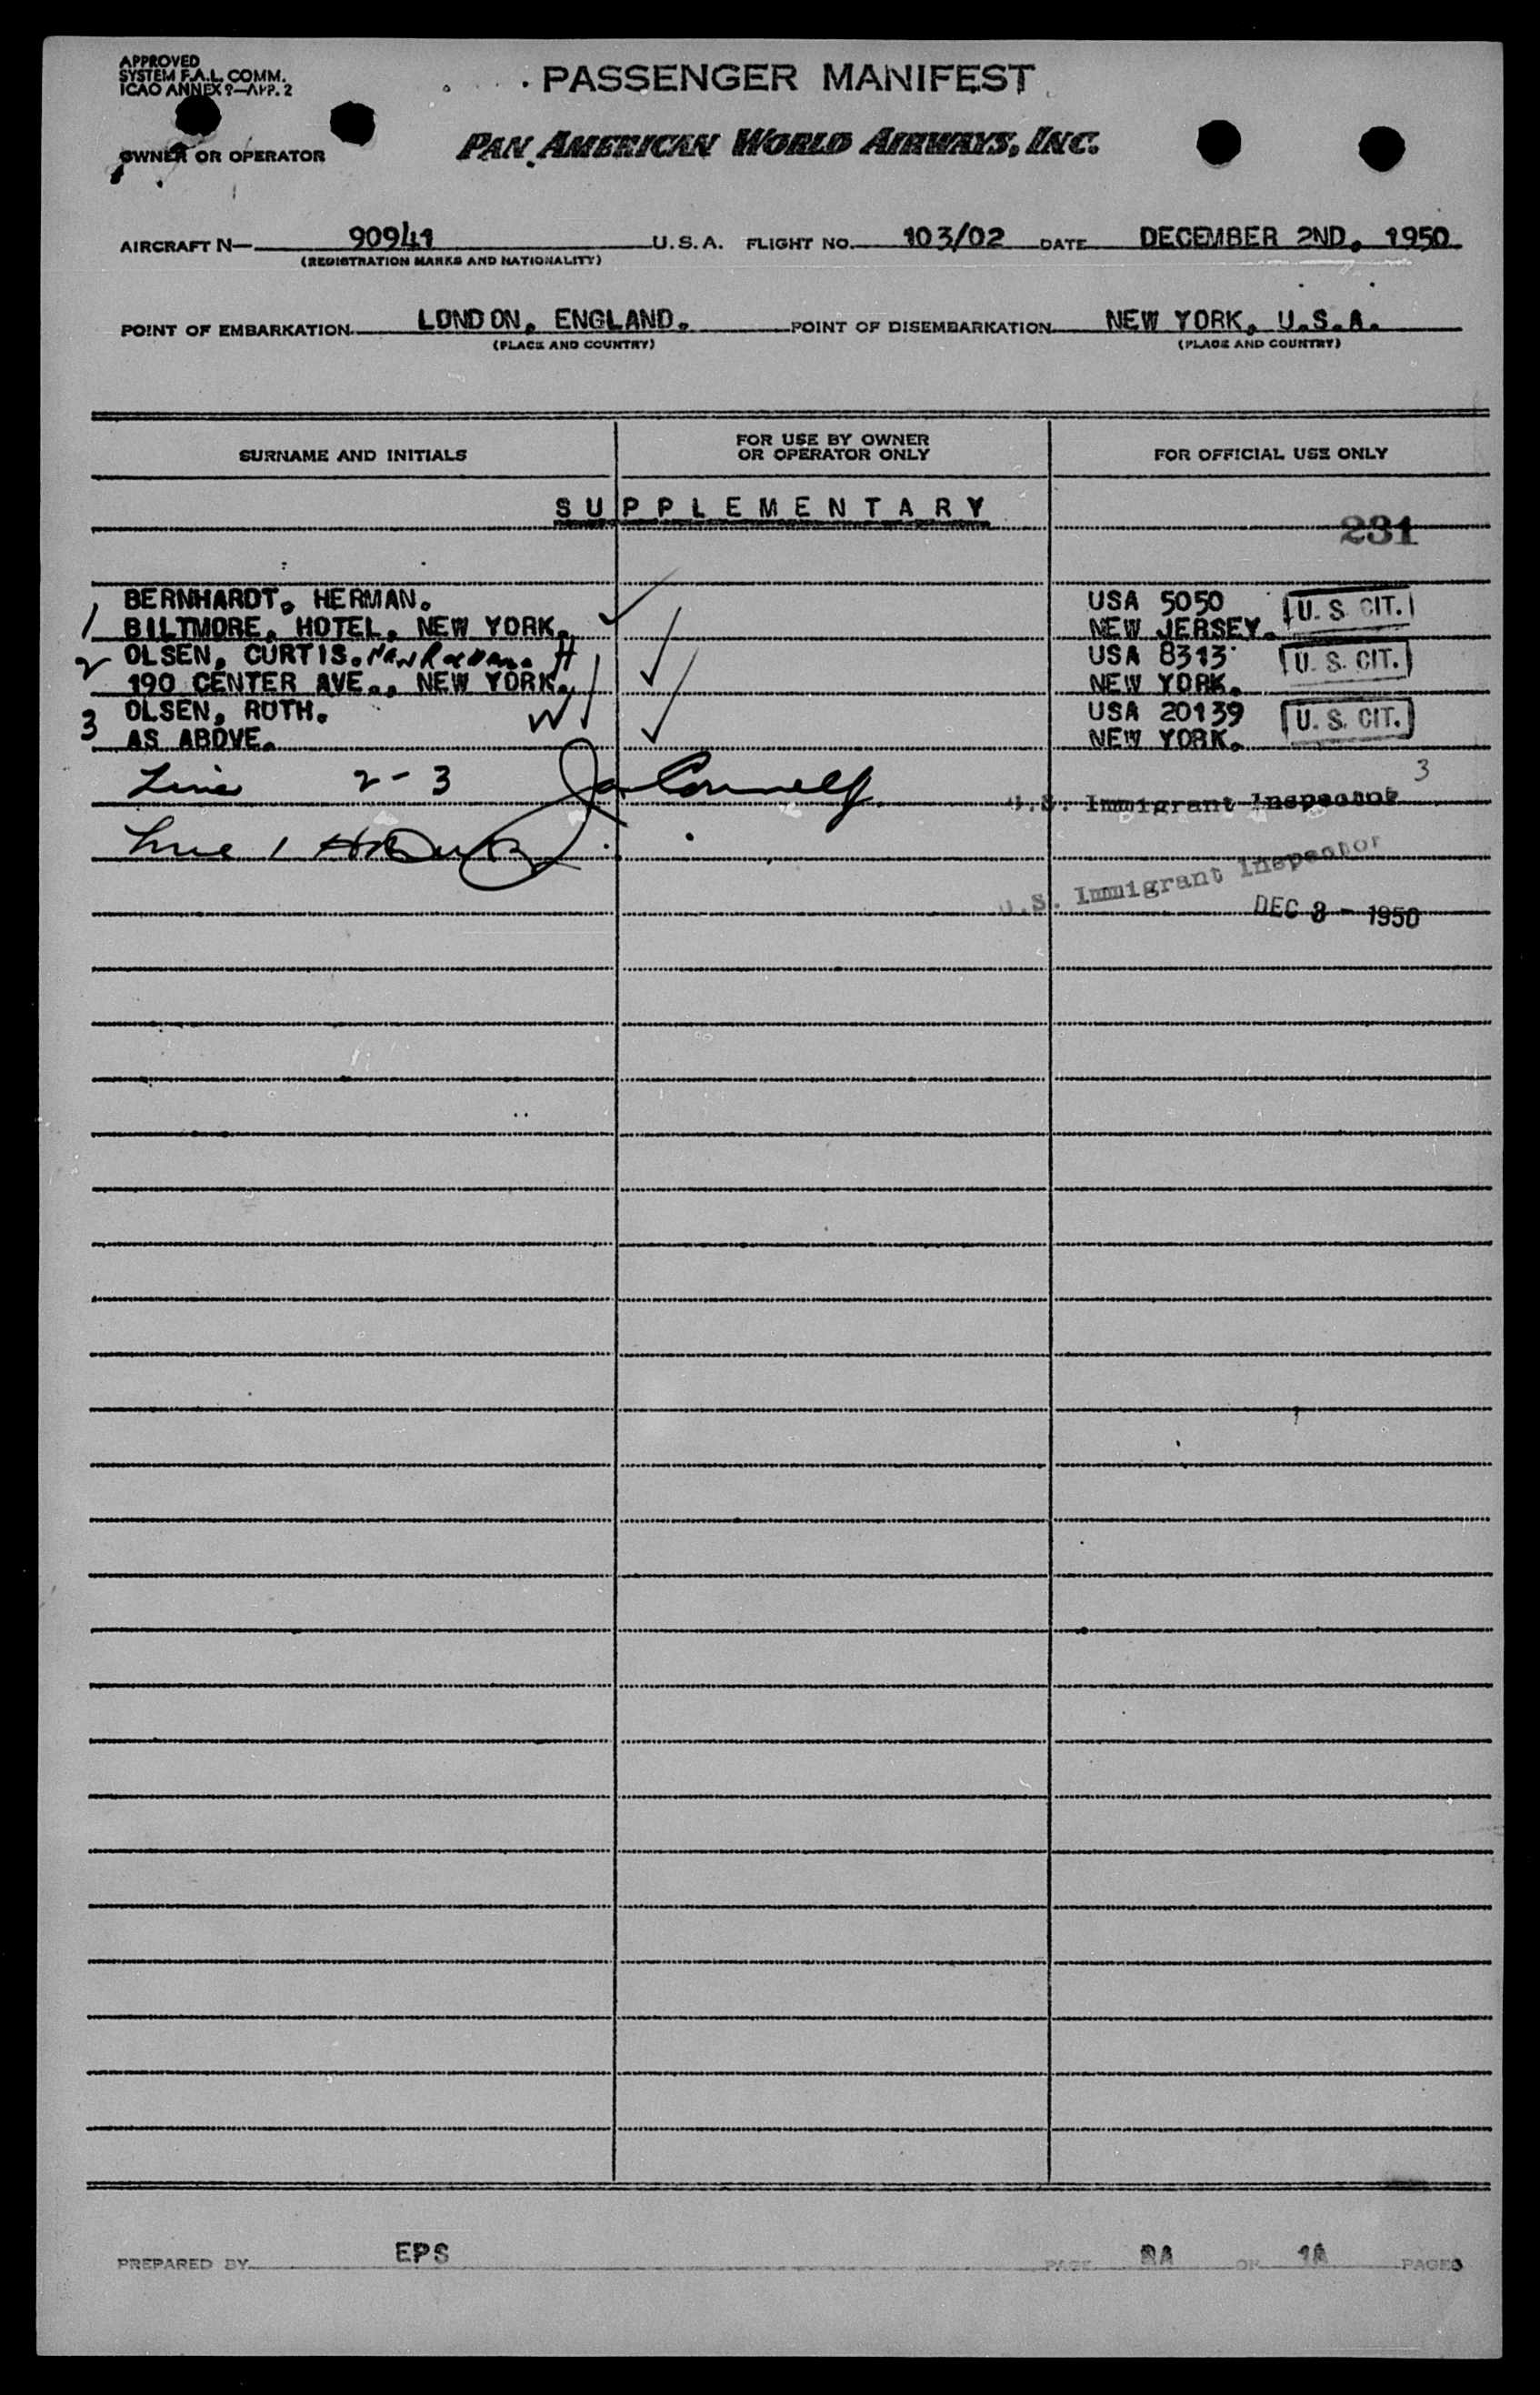 APPROVED
SYSTEM F.A.L. COMM.
ICAO ANNEX 9—APP. 2
PASSENGER MANIFEST
OWNER OR OPERATOR
PAN AMERICAN WORLD AIRWAYS, INC.
AIRCRAFT N— 90941 U.S.A. FLIGHT NO. 103/02 DATE DECEMBER 2ND, 1950
(REGISTRATION MARKS AND NATIONALITY)
POINT OF EMBARKATION LONDON, ENGLAND. POINT OF DISEMBARKATION NEW YORK, U.S.A.
(PLACE AND COUNTRY) (PLACE AND COUNTRY)
SURNAME AND INITIALS FOR USE BY OWNER OR OPERATOR ONLY FOR OFFICIAL USE ONLY
SUPPLEMENTARY
231
BERNHARDT, HERMAN. USA 5050 U. S. CIT.
1 BILTMORE, HOTEL, NEW YORK. NEW JERSEY.
2 OLSEN, CURTIS. H USA 8313 U. S. CIT.
190 CENTER AVE., NEW YORK. NEW YORK.
3 OLSEN, RUTH. W USA 20139 U. S. CIT.
AS ABOVE. NEW YORK.
Line 2-3 3
U.S. Immigrant Inspector
Line 1
U.S. Immigrant Inspector
DEC 3 - 1950
PREPARED BY EPS PAGE OF 1A PAGES